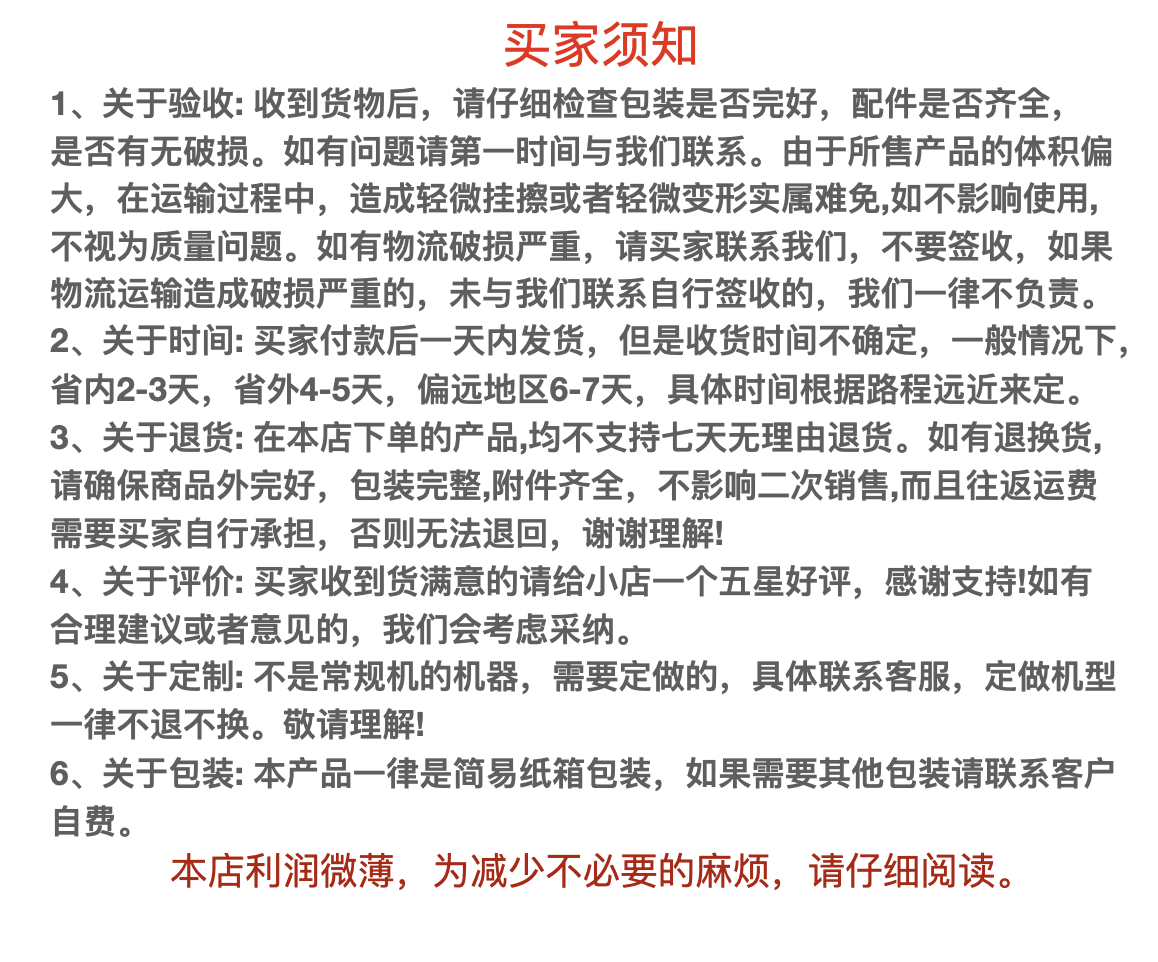 买家须知
1、关于验收: 收到货物后，请仔细检查包装是否完好，配件是否齐全，
是否有无破损。如有问题请第一时间与我们联系。由于所售产品的体积偏
大，在运输过程中，造成轻微挂擦或者轻微变形实属难免,如不影响使用，
不视为质量问题。如有物流破损严重，请买家联系我们，不要签收，如果
物流运输造成破损严重的，未与我们联系自行签收的，我们一律不负责。
2、关于时间: 买家付款后一天内发货，但是收货时间不确定，一般情况下，
省内2-3天，省外4-5天，偏远地区6-7天，具体时间根据路程远近来定。
3、关于退货: 在本店下单的产品,均不支持七天无理由退货。如有退换货,
请确保商品外完好，包装完整,附件齐全，不影响二次销售,而且往返运费
需要买家自行承担，否则无法退回，谢谢理解!
4、关于评价: 买家收到货满意的请给小店一个五星好评，感谢支持!如有
合理建议或者意见的，我们会考虑采纳。
5、关于定制: 不是常规机的机器，需要定做的，具体联系客服，定做机型
一律不退不换。敬请理解!
6、关于包装: 本产品一律是简易纸箱包装，如果需要其他包装请联系客户
自费。
本店利润微薄，为减少不必要的麻烦，请仔细阅读。